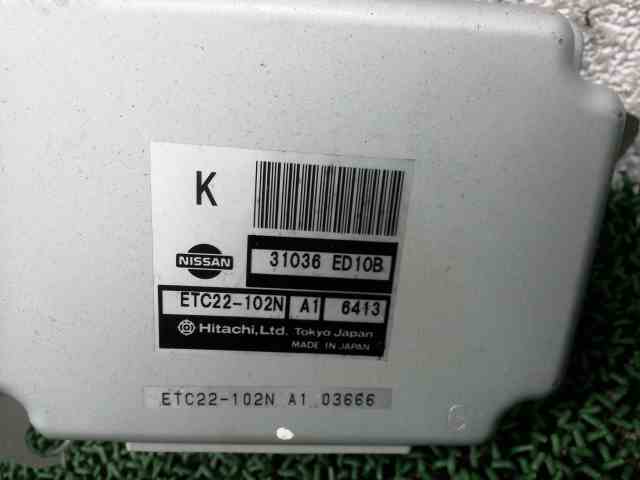 K
NISSAN
31036 ED10B
ETC22-102N A1 6413
Hitachi, Ltd. Tokyo Japan
MADE IN JAPAN
ETC22-102N A1 03666